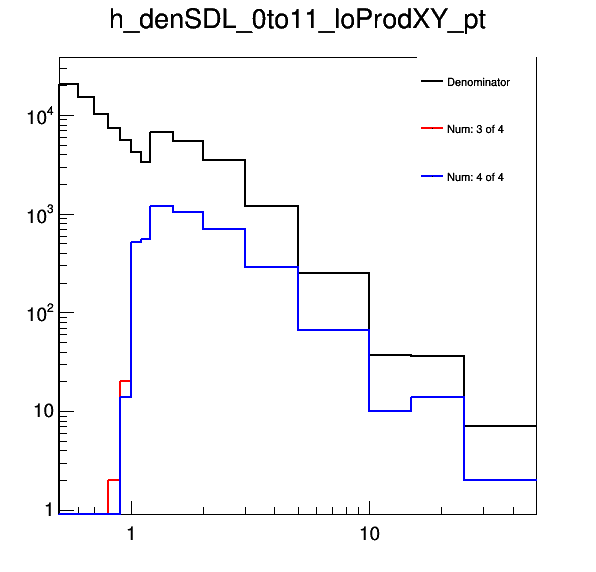 h_denSDL_0to11_loProdXY_pt
Denominator
Num: 3 of 4
Num: 4 of 4
10^4
10^3
10^2
10
1
1 10